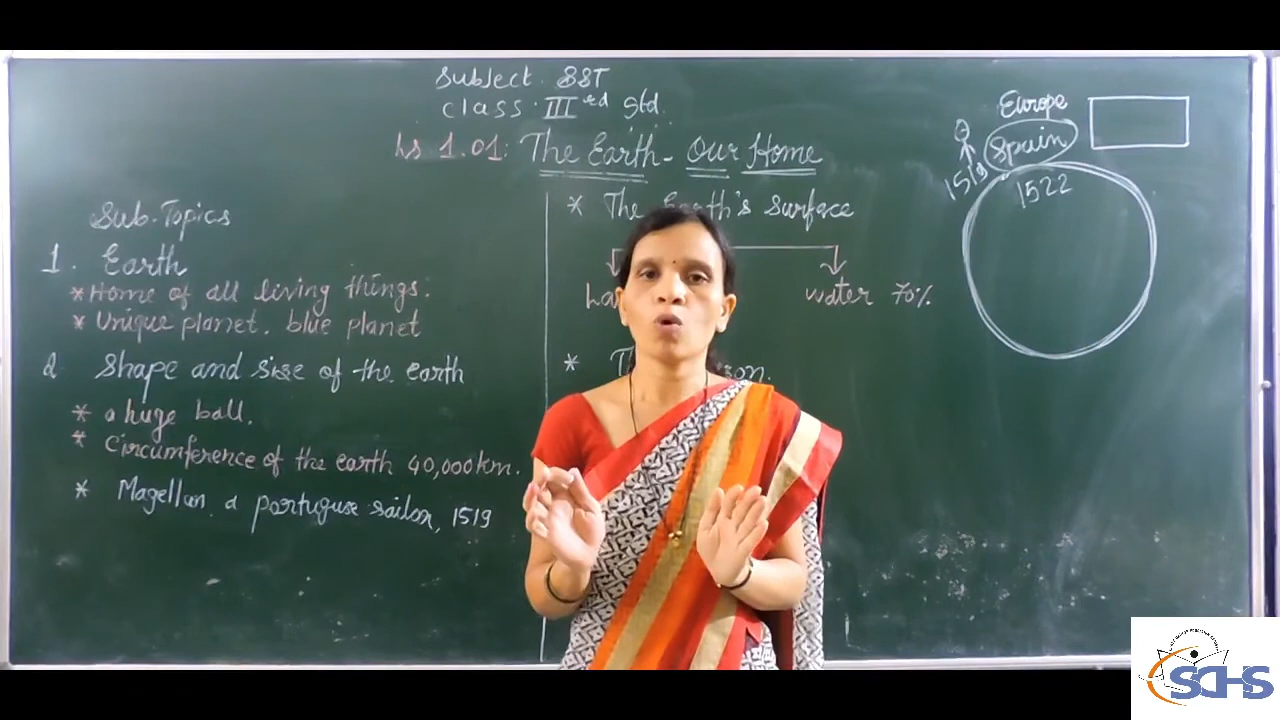 Subject. SST
Class. III rd Std.
Ls 1.01: The Earth - Our Home
Sub-Topics
1. Earth
* Home of all living things.
* Unique planet. blue planet
2 Shape and sise of the earth
* a huge ball.
* Circumference of the earth 40,000km.
* Magellan, a portuguse sailor, 1519
* The Earth's Surface
water 70%
*
Europe
Spain
1519
1522
SCHS